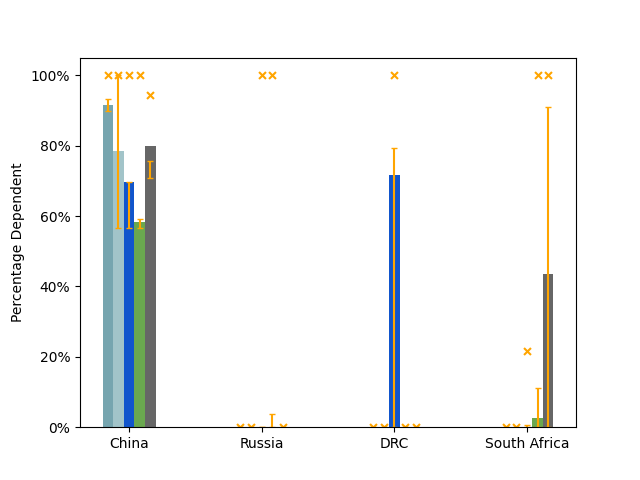 100%
80%
60%
40%
20%
0%
Percentage Dependent
China
Russia
DRC
South Africa